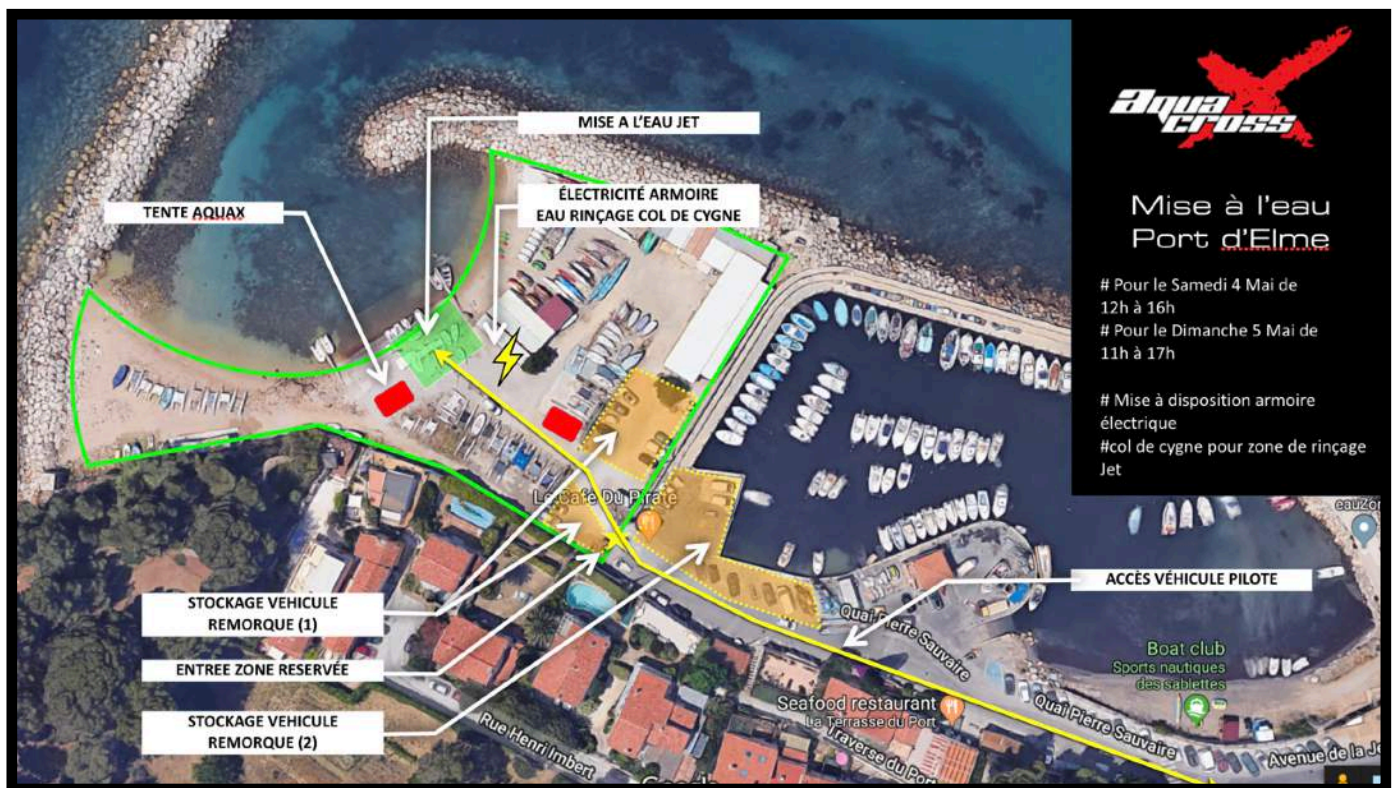 MISE A L'EAU JET
ÉLECTRICITÉ ARMOIRE
EAU RINÇAGE COL DE CYGNE
TENTE AQUAX
Le Café Du Pirate
STOCKAGE VEHICULE
REMORQUE (1)
ENTREE ZONE RESERVÉE
STOCKAGE VEHICULE
REMORQUE (2)
ACCÈS VÉHICULE PILOTE
Quai Pierre Sauvaire
Quai Pierre Sauvaire
Boat club
Sports nautiques
des sablettes
Seafood restaurant
La Terrasse du Port
Traverse du Port
Rue Henri Imbert
Avenue de la Je
Google
eauZon
aqua X
cross
Mise à l'eau
Port d'Elme
# Pour le Samedi 4 Mai de
12h à 16h
# Pour le Dimanche 5 Mai de
11h à 17h
# Mise à disposition armoire
électrique
#col de cygne pour zone de rinçage
Jet